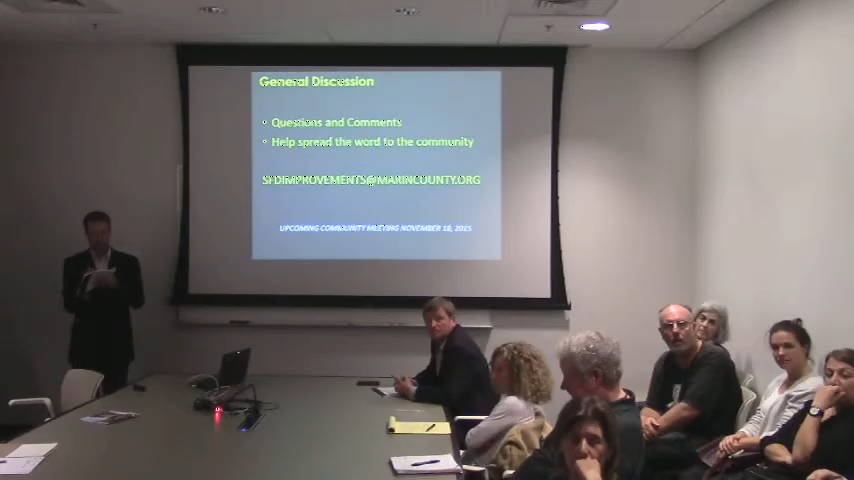 General Discussion
• Questions and Comments
• Help spread the word to the community
SFDIMPROVEMENTS@MARINCOUNTY.ORG
UPCOMING COMMUNITY MEETING NOVEMBER 18, 2015